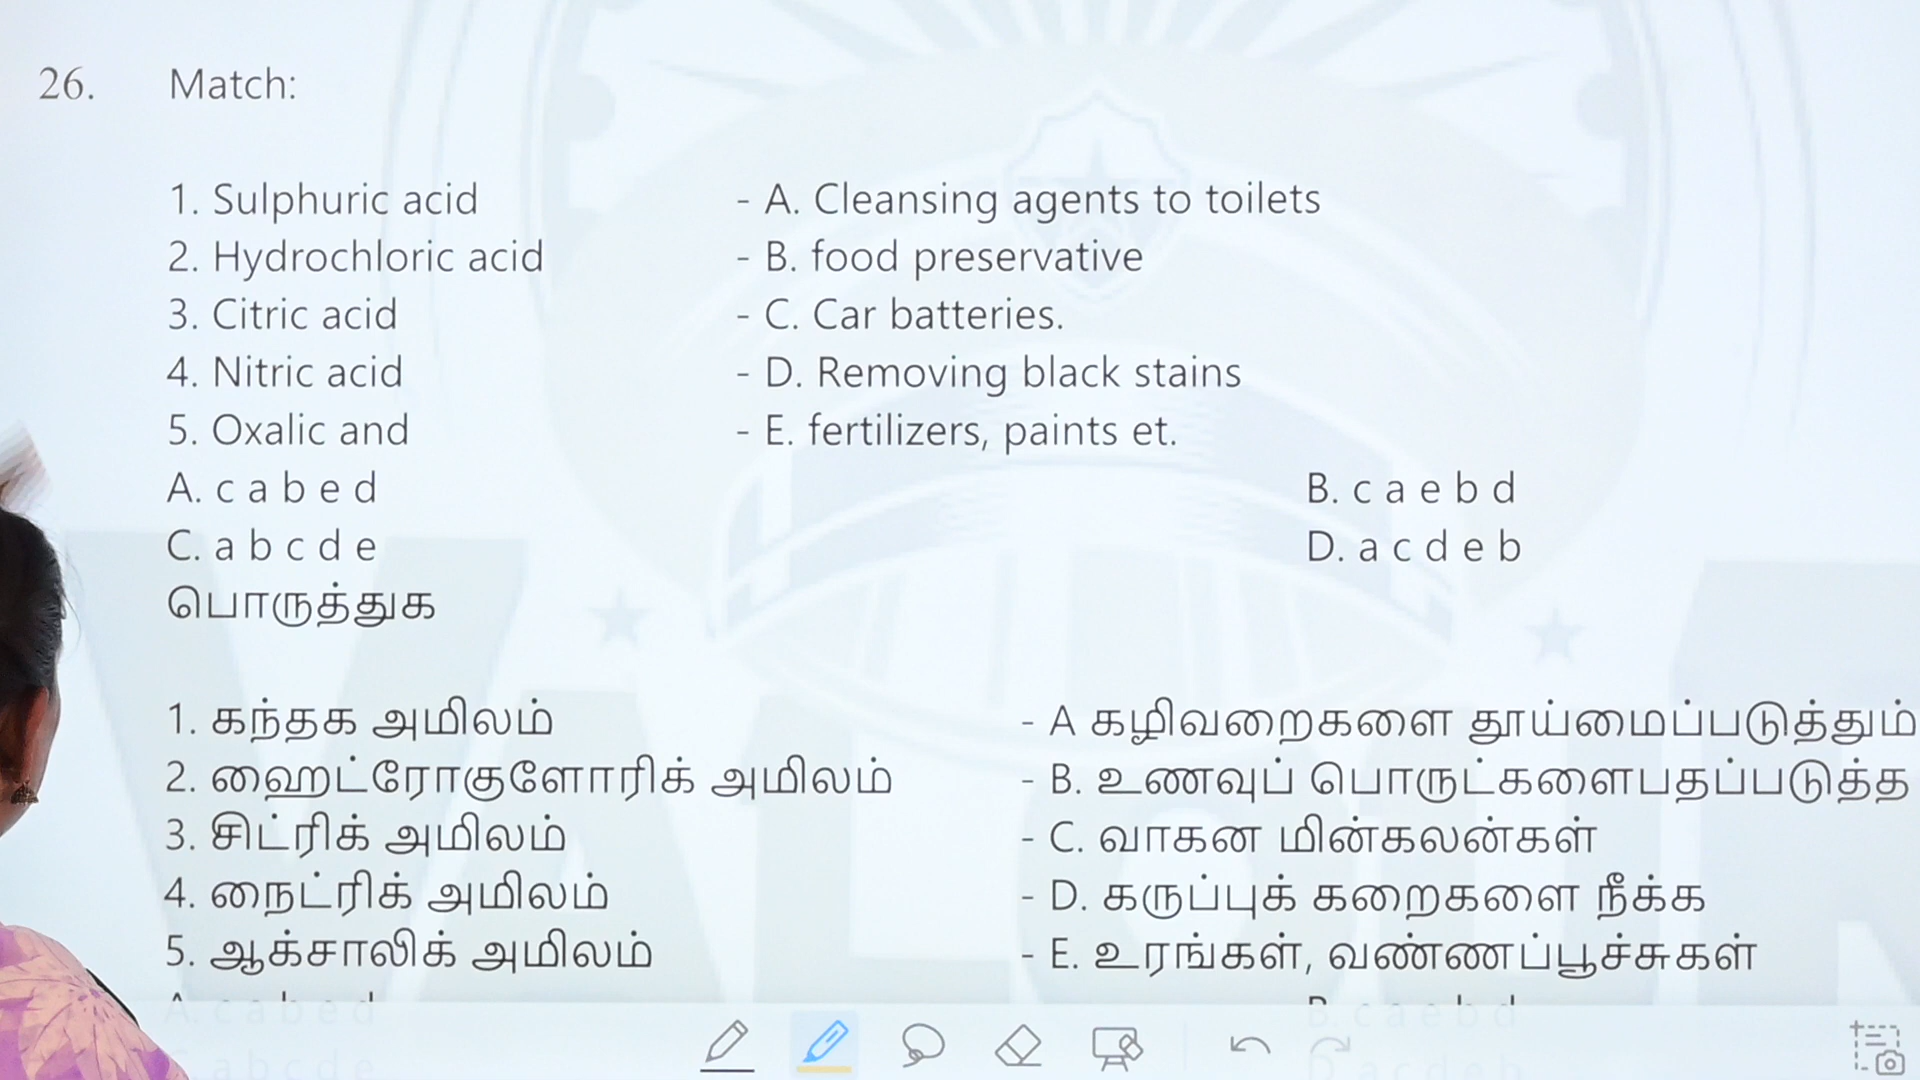 26. Match:
1. Sulphuric acid - A. Cleansing agents to toilets
2. Hydrochloric acid - B. food preservative
3. Citric acid - C. Car batteries.
4. Nitric acid - D. Removing black stains
5. Oxalic and - E. fertilizers, paints et.
A. c a b e d B. c a e b d
C. a b c d e D. a c d e b
பொருத்துக
1. கந்தக அமிலம் - A கழிவறைகளை தூய்மைப்படுத்தும்
2. ஹைட்ரோகுளோரிக் அமிலம் - B. உணவுப் பொருட்களைபதப்படுத்த
3. சிட்ரிக் அமிலம் - C. வாகன மின்கலன்கள்
4. நைட்ரிக் அமிலம் - D. கருப்புக் கறைகளை நீக்க
5. ஆக்சாலிக் அமிலம் - E. உரங்கள், வண்ணப்பூச்சுகள்
A. c a b e d B. c a e b d
a b c d e D a c d e b